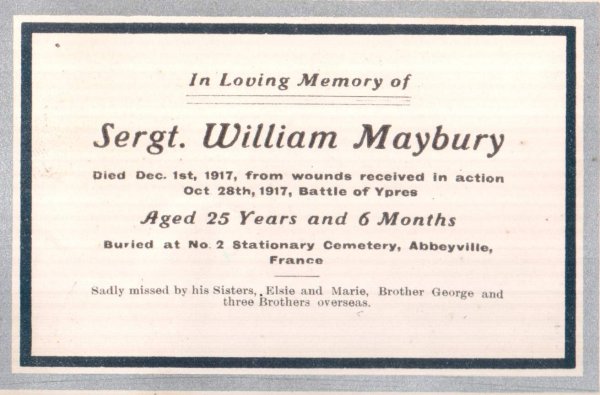 In Loving Memory of
Sergt. William Maybury
Died Dec. 1st, 1917, from wounds received in action
Oct 28th, 1917, Battle of Ypres
Aged 25 Years and 6 Months
Buried at No. 2 Stationary Cemetery, Abbeyville,
France
Sadly missed by his Sisters, Elsie and Marie, Brother George and
three Brothers overseas.